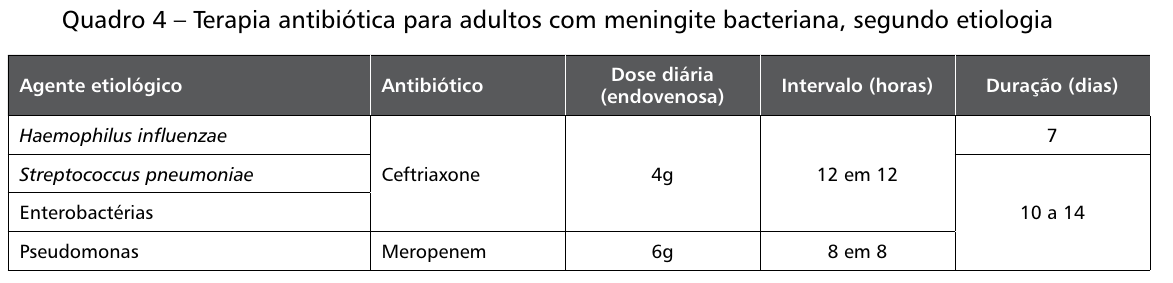 Quadro 4 – Terapia antibiótica para adultos com meningite bacteriana, segundo etiologia
Agente etiológico Antibiótico Dose diária (endovenosa) Intervalo (horas) Duração (dias)
Haemophilus influenzae 7
Streptococcus pneumoniae Ceftriaxone 4g 12 em 12
Enterobactérias 10 a 14
Pseudomonas Meropenem 6g 8 em 8